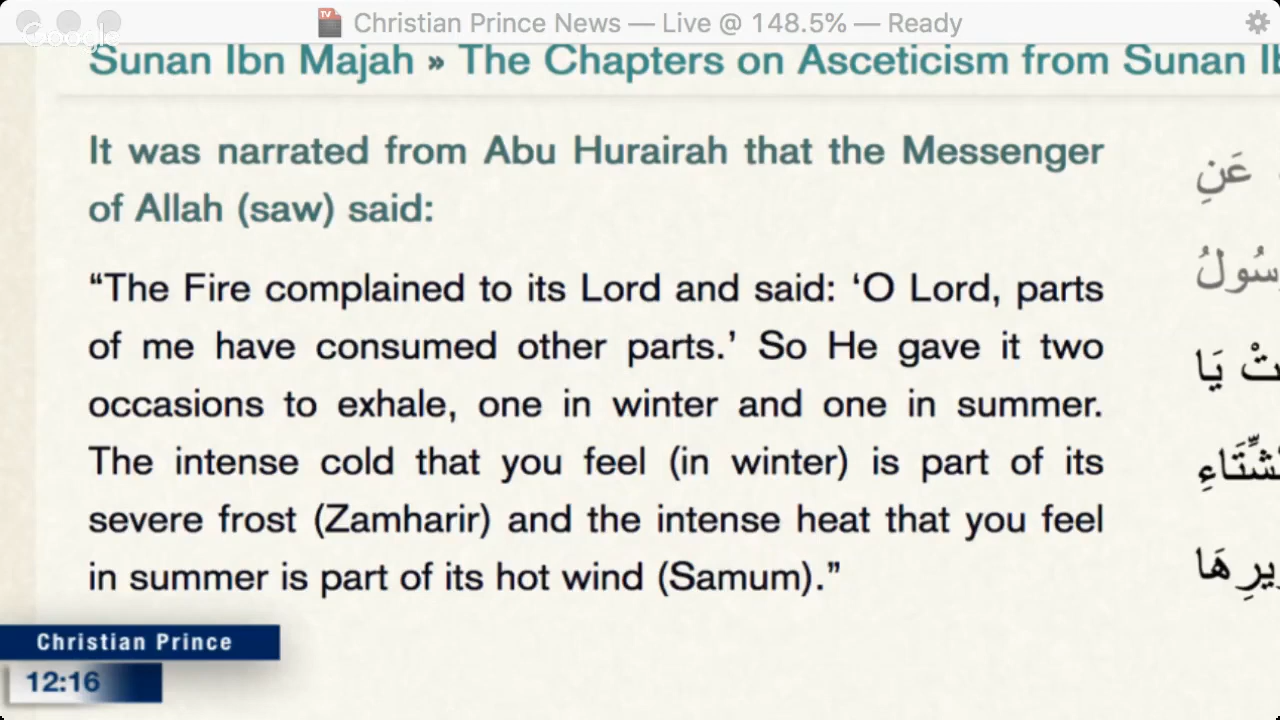 Christian Prince News — Live @ 148.5% — Ready
Google
Sunan Ibn Majah » The Chapters on Asceticism from Sunan
It was narrated from Abu Hurairah that the Messenger
of Allah (saw) said:
عَنِ
“The Fire complained to its Lord and said: ‘O Lord, parts
of me have consumed other parts.’ So He gave it two
يَا
occasions to exhale, one in winter and one in summer.
The intense cold that you feel (in winter) is part of its
severe frost (Zamharir) and the intense heat that you feel
in summer is part of its hot wind (Samum).”
Christian Prince
12:16